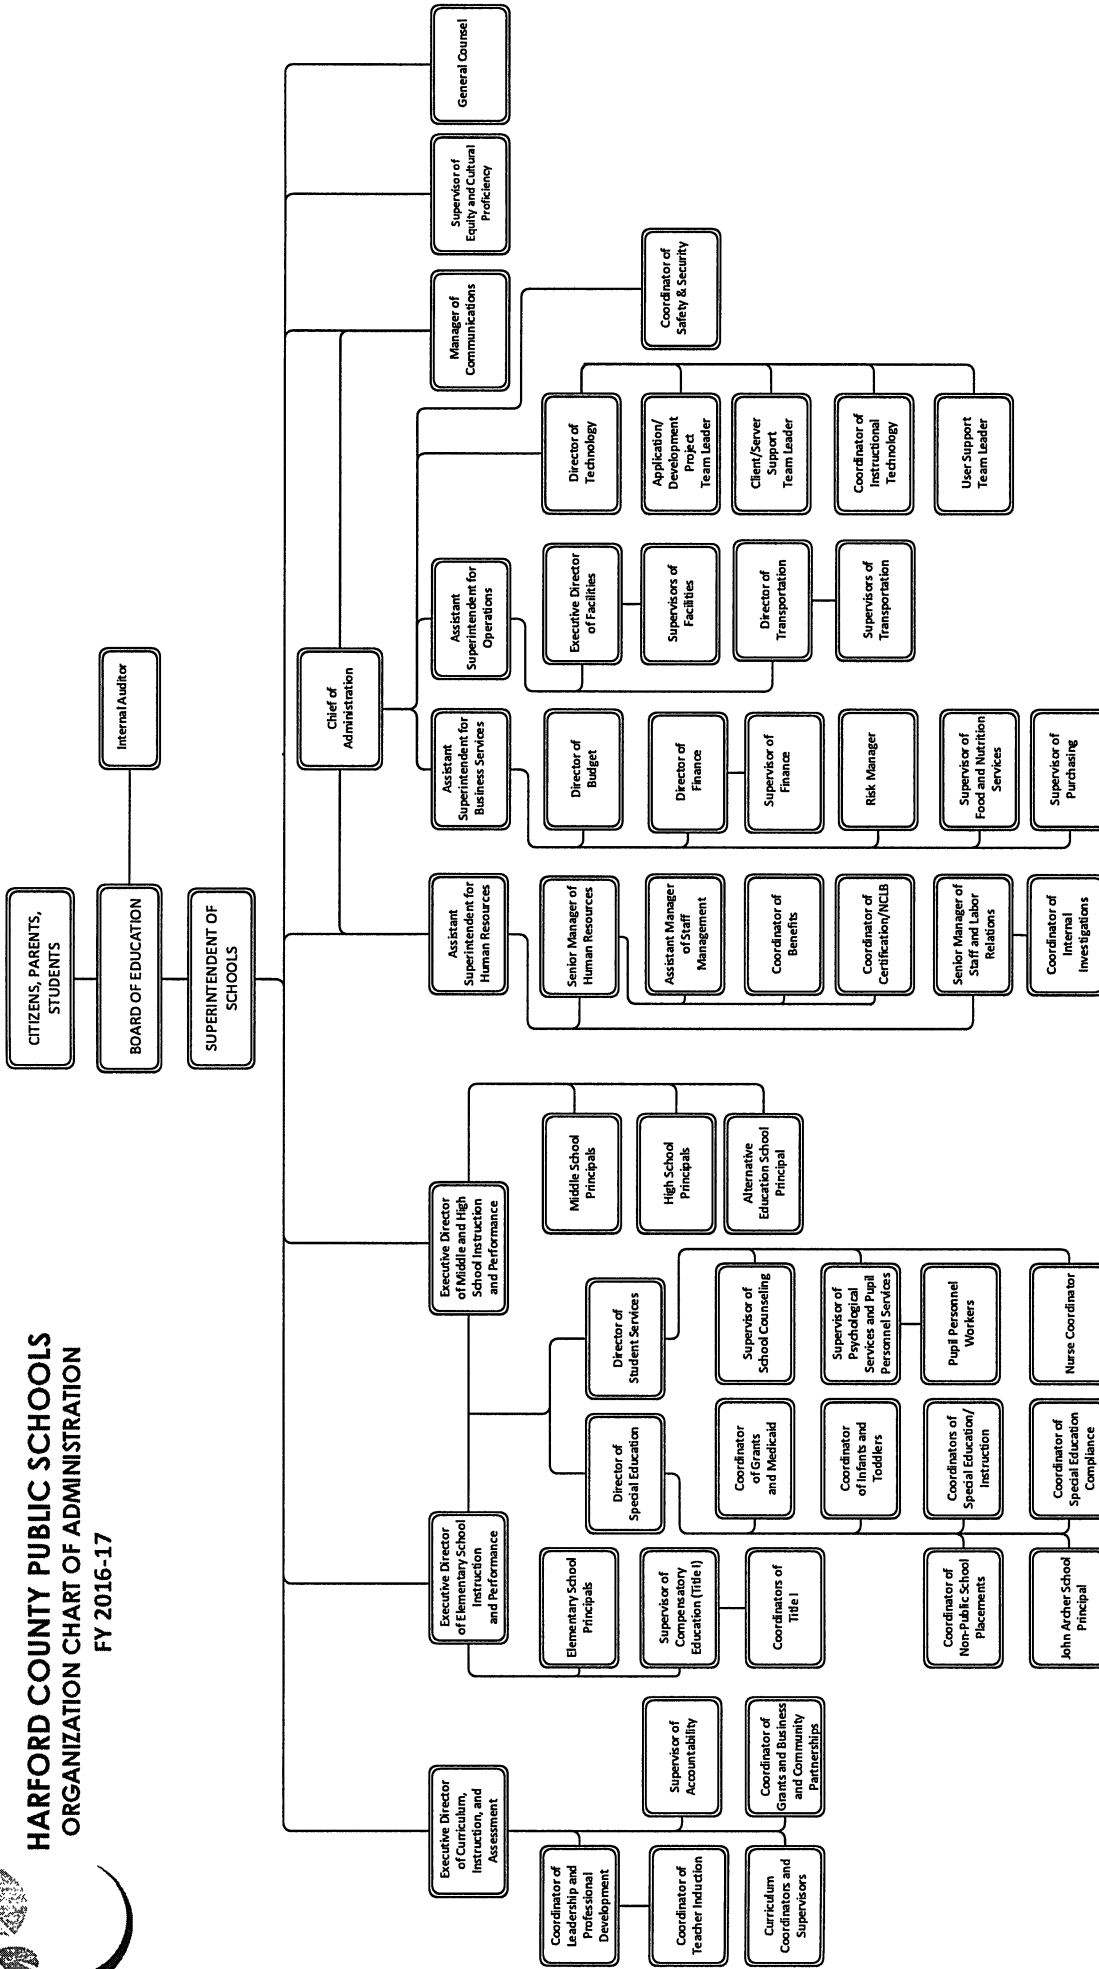 HARFORD COUNTY PUBLIC SCHOOLS
ORGANIZATION CHART OF ADMINISTRATION
FY 2016-17
CITIZENS, PARENTS,
STUDENTS
BOARD OF EDUCATION
Internal Auditor
SUPERINTENDENT OF
SCHOOLS
Chief of
Administration
Executive Director
of Curriculum,
Instruction, and
Assessment
Executive Director
of Elementary School
Instruction
and Performance
Executive Director
of Middle and High
School Instruction
and Performance
Assistant
Superintendent for
Human Resources
Assistant
Superintendent for
Business Services
Assistant
Superintendent for
Operations
Manager of
Communications
Supervisor of
Equity and Cultural
Proficiency
General Counsel
Coordinator of
Leadership and
Professional
Development
Coordinator of
Teacher Induction
Curriculum
Coordinators and
Supervisors
Supervisor of
Accountability
Coordinator of
Grants and Business
and Community
Partnerships
Elementary School
Principals
Supervisor of
Compensatory
Education (Title I)
Coordinators of
Title I
Director of
Special Education
Director of
Student Services
Coordinator
of Grants
and Medicaid
Coordinator
of Infants and
Toddlers
Coordinators of
Special Education/
Instruction
Coordinator of
Special Education
Compliance
Coordinator of
Non-Public School
Placements
John Archer School
Principal
Supervisor of
School Counseling
Supervisor of
Psychological
Services and Pupil
Personnel Services
Pupil Personnel
Workers
Nurse Coordinator
Middle School
Principals
High School
Principals
Alternative
Education School
Principal
Senior Manager of
Human Resources
Assistant Manager
of Staff
Management
Coordinator of
Benefits
Coordinator of
Certification/NCLB
Senior Manager of
Staff and Labor
Relations
Coordinator of
Internal
Investigations
Director of
Budget
Director of
Finance
Supervisor of
Finance
Risk Manager
Supervisor of
Food and Nutrition
Services
Supervisor of
Purchasing
Executive Director
of Facilities
Supervisors of
Facilities
Director of
Transportation
Supervisors of
Transportation
Director of
Technology
Application/
Development
Project
Team Leader
Client/Server
Support
Team Leader
Coordinator of
Instructional
Technology
User Support
Team Leader
Coordinator of
Safety & Security